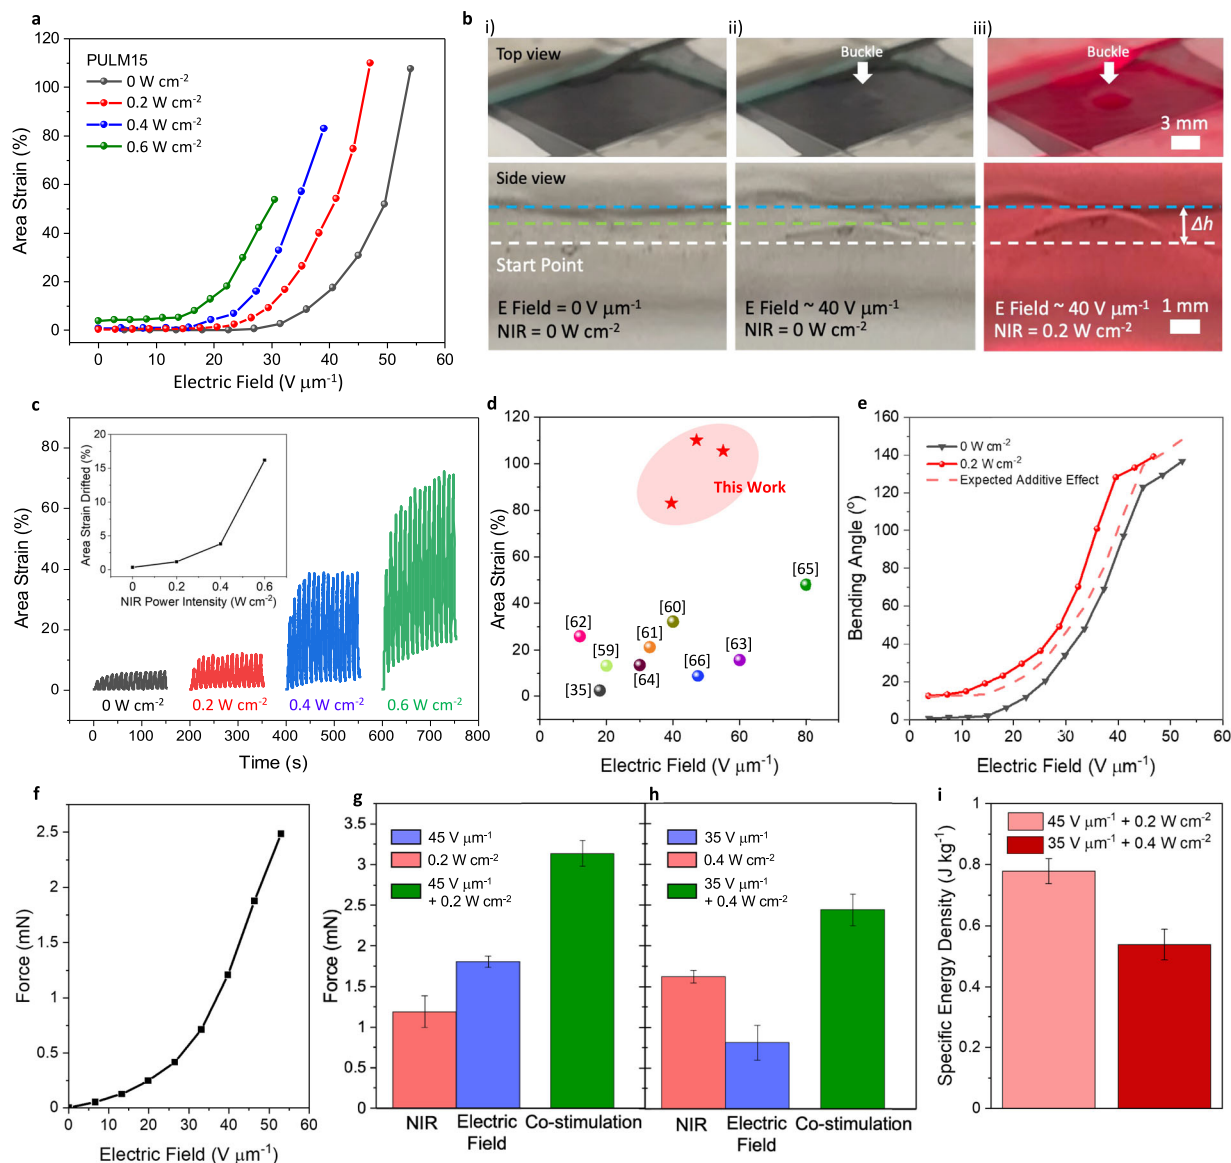 a
120
100
80
60
40
20
0
Area Strain (%)
PULM15
0 W cm⁻²
0.2 W cm⁻²
0.4 W cm⁻²
0.6 W cm⁻²
0 10 20 30 40 50 60
Electric Field (V μm⁻¹)
b
i) ii) iii)
Top view
Buckle
Buckle
3 mm
Side view
Δh
Start Point
E Field = 0 V μm⁻¹
NIR = 0 W cm⁻²
E Field ~ 40 V μm⁻¹
NIR = 0 W cm⁻²
E Field ~ 40 V μm⁻¹
NIR = 0.2 W cm⁻²
1 mm
c
80
60
40
20
0
Area Strain (%)
20
15
10
5
0
Area Strain Drifted (%)
0.0 0.2 0.4 0.6
NIR Power Intensity (W cm⁻²)
0 W cm⁻² 0.2 W cm⁻² 0.4 W cm⁻² 0.6 W cm⁻²
0 100 200 300 400 500 600 700 800
Time (s)
d
120
100
80
60
40
20
0
Area Strain (%)
This Work
[65]
[60]
[62]
[61]
[59]
[63]
[64]
[66]
[35]
0 20 40 60 80
Electric Field (V μm⁻¹)
e
160
140
120
100
80
60
40
20
0
Bending Angle (°)
0 W cm⁻²
0.2 W cm⁻²
Expected Additive Effect
0 10 20 30 40 50 60
Electric Field (V μm⁻¹)
f
2.5
2
1.5
1
0.5
0
Force (mN)
0 10 20 30 40 50 60
Electric Field (V μm⁻¹)
g
3.5
3
2.5
2
1.5
1
0.5
0
Force (mN)
45 V μm⁻¹
0.2 W cm⁻²
45 V μm⁻¹
+ 0.2 W cm⁻²
NIR Electric Co-stimulation
Field
h
35 V μm⁻¹
0.4 W cm⁻²
35 V μm⁻¹
+ 0.4 W cm⁻²
NIR Electric Co-stimulation
Field
i
1
0.8
0.6
0.4
0.2
0
Specific Energy Density (J kg⁻¹)
45 V μm⁻¹ + 0.2 W cm⁻²
35 V μm⁻¹ + 0.4 W cm⁻²